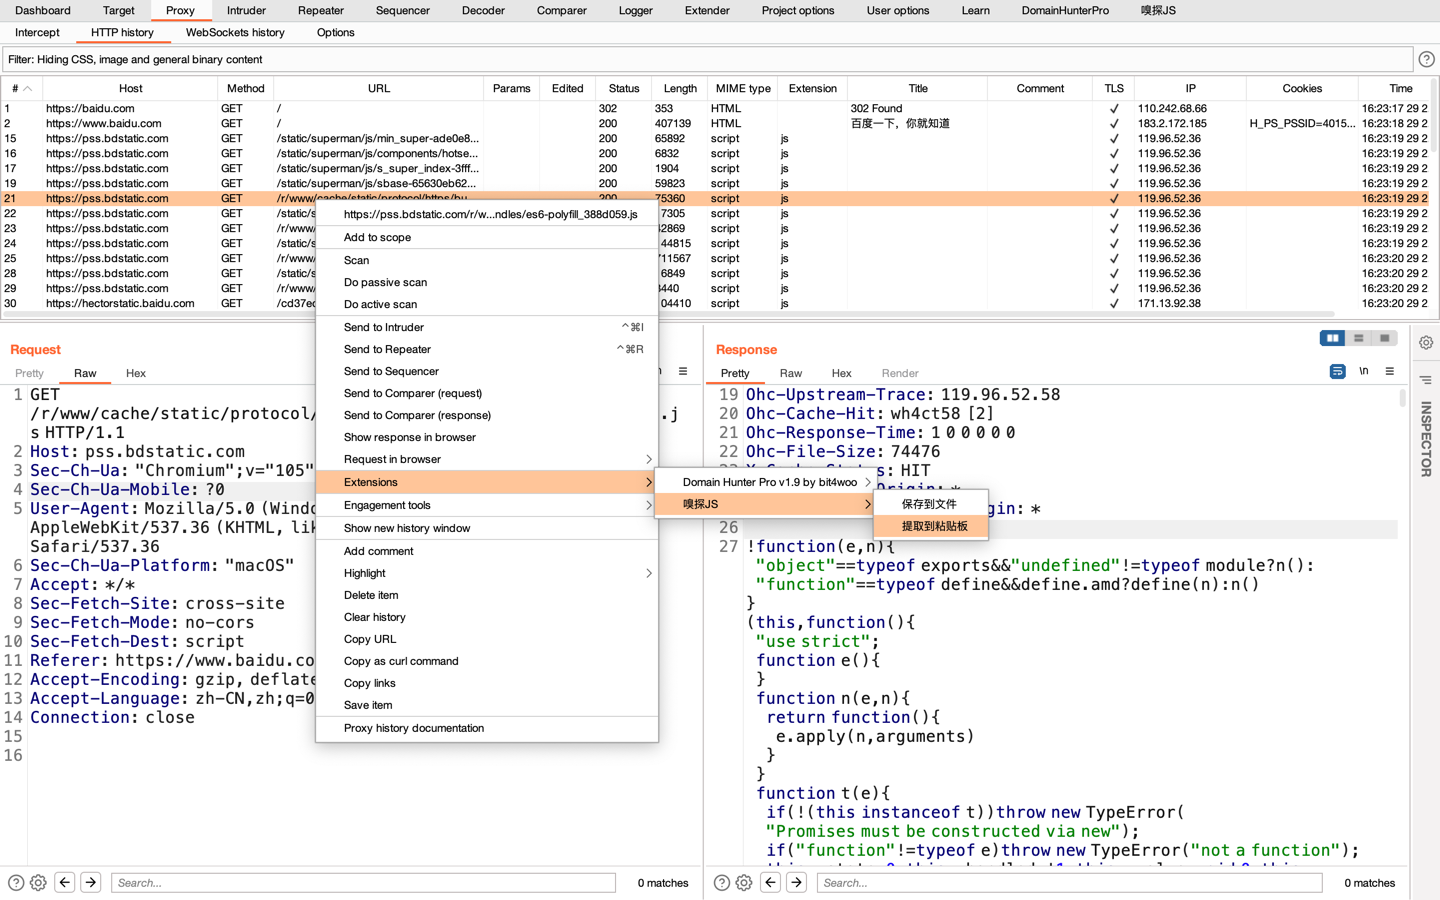 Dashboard Target Proxy Intruder Repeater Sequencer Decoder Comparer Logger Extender Project options User options Learn DomainHunterPro 嗅探JS
Intercept HTTP history WebSockets history Options
Filter: Hiding CSS, image and general binary content
# Host Method URL Params Edited Status Length MIME type Extension Title Comment TLS IP Cookies Time
1 https://baidu.com GET / 302 353 HTML 302 Found ✓ 110.242.68.66 16:23:17 29 2
2 https://www.baidu.com GET / 200 407139 HTML 百度一下，你就知道 ✓ 183.2.172.185 H_PS_PSSID=4015... 16:23:18 29 2
15 https://pss.bdstatic.com GET /static/superman/js/min_super-ade0e8... 200 65892 script js ✓ 119.96.52.36 16:23:19 29 2
16 https://pss.bdstatic.com GET /static/superman/js/components/hotse... 200 6832 script js ✓ 119.96.52.36 16:23:19 29 2
17 https://pss.bdstatic.com GET /static/superman/js/s_super_index-3fff... 200 1904 script js ✓ 119.96.52.36 16:23:19 29 2
19 https://pss.bdstatic.com GET /static/superman/js/sbase-65630eb62... 200 59823 script js ✓ 119.96.52.36 16:23:19 29 2
21 https://pss.bdstatic.com GET /r/www/cache/static/protocol/https/bu... 200 75360 script js ✓ 119.96.52.36 16:23:19 29 2
22 https://pss.bdstatic.com GET /static/s 7305 script js ✓ 119.96.52.36 16:23:19 29 2
23 https://pss.bdstatic.com GET /r/www/ 2869 script js ✓ 119.96.52.36 16:23:19 29 2
24 https://pss.bdstatic.com GET /static/s 44815 script js ✓ 119.96.52.36 16:23:20 29 2
25 https://pss.bdstatic.com GET /r/www/ 11567 script js ✓ 119.96.52.36 16:23:20 29 2
28 https://pss.bdstatic.com GET /static/s 6849 script js ✓ 119.96.52.36 16:23:20 29 2
29 https://pss.bdstatic.com GET /r/www/ 440 script js ✓ 119.96.52.36 16:23:20 29 2
30 https://hectorstatic.baidu.com GET /cd37ed 04410 script js ✓ 171.13.92.38 16:23:20 29 2
https://pss.bdstatic.com/r/w...ndles/es6-polyfill_388d059.js
Add to scope
Scan
Do passive scan
Do active scan
Send to Intruder ^⌘I
Send to Repeater ^⌘R
Send to Sequencer
Send to Comparer (request)
Send to Comparer (response)
Show response in browser
Request in browser
Extensions
Engagement tools
Show new history window
Add comment
Highlight
Delete item
Clear history
Copy URL
Copy as curl command
Copy links
Save item
Proxy history documentation
Domain Hunter Pro v1.9 by bit4woo
嗅探JS
保存到文件
提取到粘贴板
Request
Pretty Raw Hex
1 GET
/r/www/cache/static/protocol/ .j
s HTTP/1.1
2 Host: pss.bdstatic.com
3 Sec-Ch-Ua: "Chromium";v="105"
4 Sec-Ch-Ua-Mobile: ?0
5 User-Agent: Mozilla/5.0 (Windo
AppleWebKit/537.36 (KHTML, lik
Safari/537.36
6 Sec-Ch-Ua-Platform: "macOS"
7 Accept: */*
8 Sec-Fetch-Site: cross-site
9 Sec-Fetch-Mode: no-cors
10 Sec-Fetch-Dest: script
11 Referer: https://www.baidu.co
12 Accept-Encoding: gzip, deflate
13 Accept-Language: zh-CN,zh;q=0
14 Connection: close
15
16
Search... 0 matches
Response
Pretty Raw Hex Render \n
19 Ohc-Upstream-Trace: 119.96.52.58
20 Ohc-Cache-Hit: wh4ct58 [2]
21 Ohc-Response-Time: 1 0 0 0 0 0
22 Ohc-File-Size: 74476
23 X-Cache-Status: HIT
Origin: *
gin: *
26
27 !function(e,n){
"object"==typeof exports&&"undefined"!=typeof module?n():
"function"==typeof define&&define.amd?define(n):n()
}
(this,function(){
"use strict";
function e(){
}
function n(e,n){
return function(){
e.apply(n,arguments)
}
}
function t(e){
if(!(this instanceof t))throw new TypeError(
"Promises must be constructed via new");
if("function"!=typeof e)throw new TypeError("not a function");
Search... 0 matches
INSPECTOR